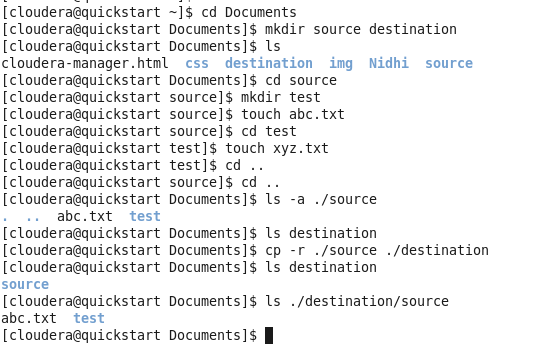 [cloudera@quickstart ~]$ cd Documents
[cloudera@quickstart Documents]$ mkdir source destination
[cloudera@quickstart Documents]$ ls
cloudera-manager.html  css  destination  img  Nidhi  source
[cloudera@quickstart Documents]$ cd source
[cloudera@quickstart source]$ mkdir test
[cloudera@quickstart source]$ touch abc.txt
[cloudera@quickstart source]$ cd test
[cloudera@quickstart test]$ touch xyz.txt
[cloudera@quickstart test]$ cd ..
[cloudera@quickstart source]$ cd ..
[cloudera@quickstart Documents]$ ls -a ./source
.  ..  abc.txt  test
[cloudera@quickstart Documents]$ ls destination
[cloudera@quickstart Documents]$ cp -r ./source ./destination
[cloudera@quickstart Documents]$ ls destination
source
[cloudera@quickstart Documents]$ ls ./destination/source
abc.txt  test
[cloudera@quickstart Documents]$